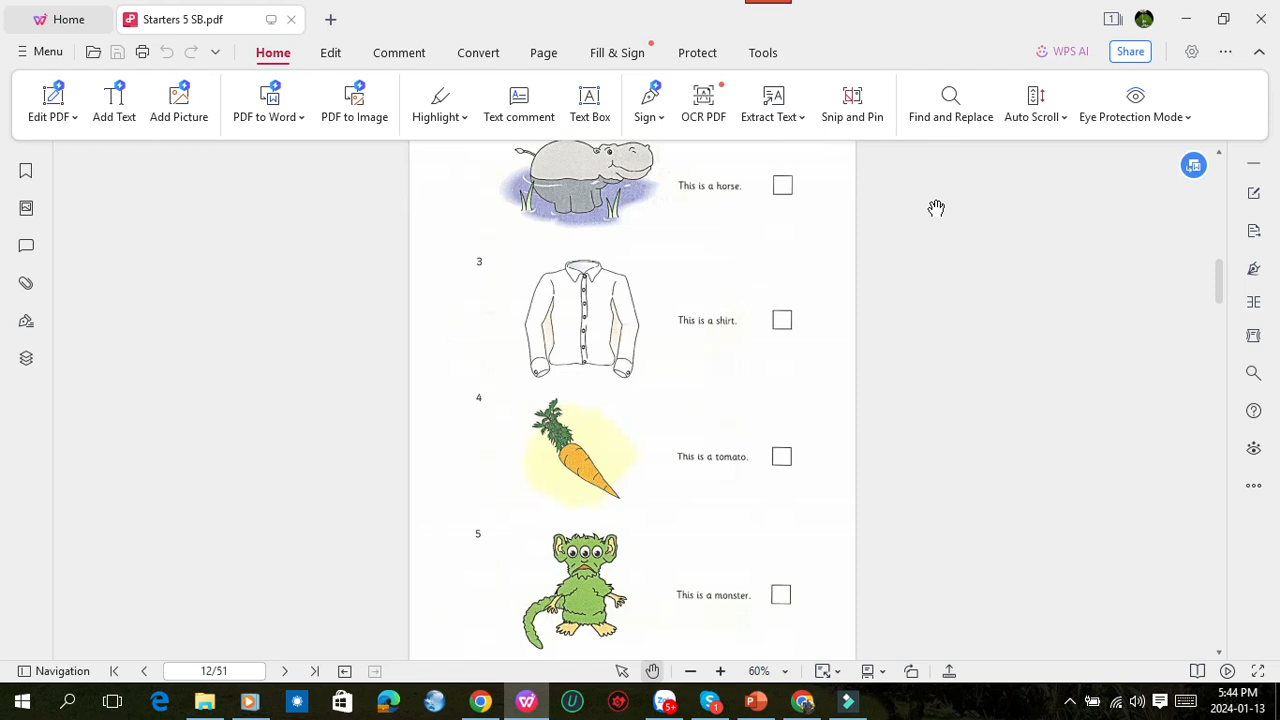 Home
Starters 5 SB.pdf
Menu
Home Edit Comment Convert Page Fill & Sign Protect Tools
WPS AI
Share
Edit PDF Add Text Add Picture PDF to Word PDF to Image Highlight Text comment Text Box Sign OCR PDF Extract Text Snip and Pin Find and Replace Auto Scroll Eye Protection Mode
This is a horse.
3
This is a shirt.
4
This is a tomato.
5
This is a monster.
Navigation
12/51
60%
5:44 PM
2024-01-13